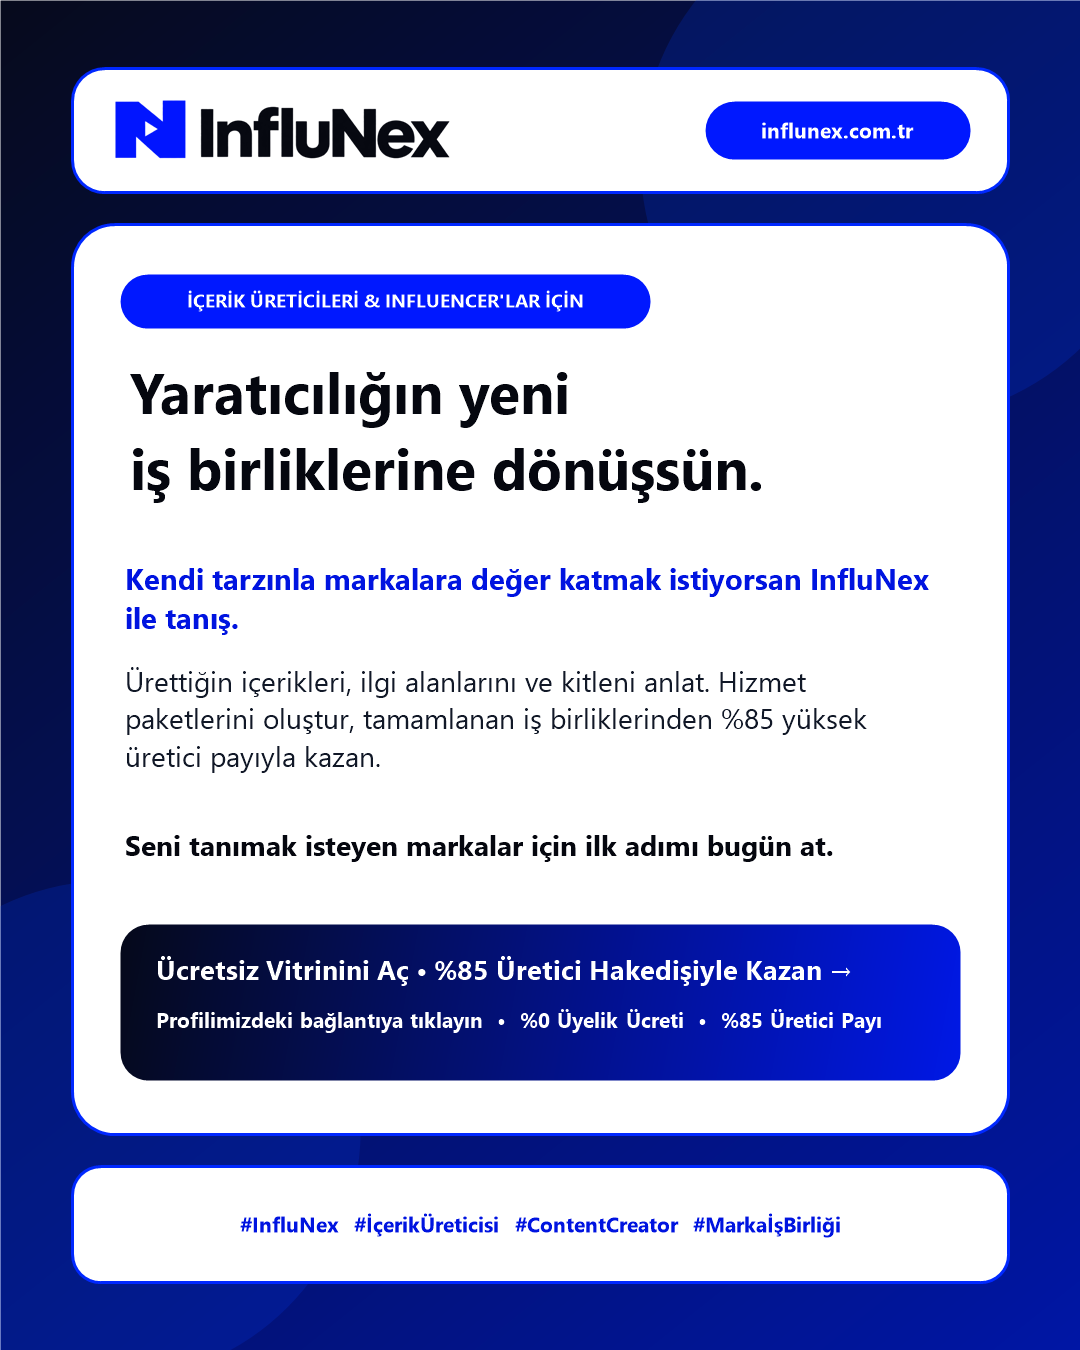 InfluNex
influnex.com.tr
İÇERİK ÜRETİCİLERİ & INFLUENCER'LAR İÇİN
Yaratıcılığın yeni
iş birliklerine dönüşsün.
Kendi tarzınla markalara değer katmak istiyorsan InfluNex
ile tanış.
Ürettiğin içerikleri, ilgi alanlarını ve kitleni anlat. Hizmet
paketlerini oluştur, tamamlanan iş birliklerinden %85 yüksek
üretici payıyla kazan.
Seni tanımak isteyen markalar için ilk adımı bugün at.
Ücretsiz Vitrinini Aç • %85 Üretici Hakedişiyle Kazan →
Profilimizdeki bağlantıya tıklayın • %0 Üyelik Ücreti • %85 Üretici Payı
#InfluNex #İçerikÜreticisi #ContentCreator #MarkaİşBirliği